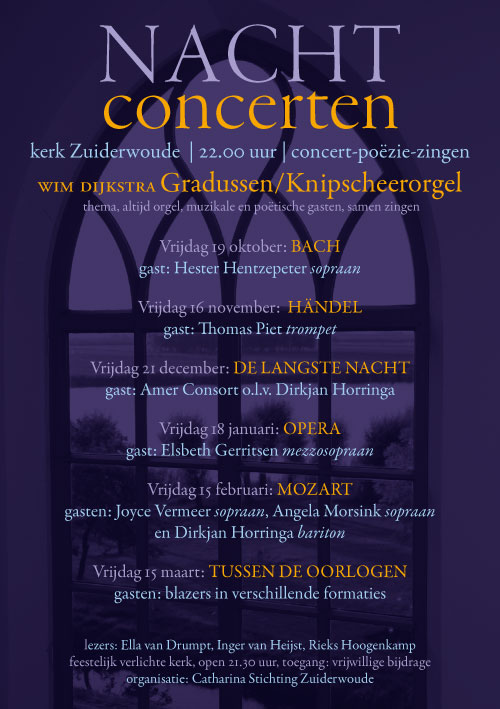 NACHT
concerten
kerk Zuiderwoude | 22.00 uur | concert-poëzie-zingen
WIM DIJKSTRA Gradussen/Knipscheerorgel
thema, altijd orgel, muzikale en poëtische gasten, samen zingen
Vrijdag 19 oktober: BACH
gast: Hester Hentzepeter sopraan
Vrijdag 16 november: HÄNDEL
gast: Thomas Piet trompet
Vrijdag 21 december: DE LANGSTE NACHT
gast: Amer Consort o.l.v. Dirkjan Horringa
Vrijdag 18 januari: OPERA
gast: Elsbeth Gerritsen mezzosopraan
Vrijdag 15 februari: MOZART
gasten: Joyce Vermeer sopraan, Angela Morsink sopraan
en Dirkjan Horringa bariton
Vrijdag 15 maart: TUSSEN DE OORLOGEN
gasten: blazers in verschillende formaties
lezers: Ella van Drumpt, Inger van Heijst, Rieks Hoogenkamp
feestelijk verlichte kerk, open 21.30 uur, toegang: vrijwillige bijdrage
organisatie: Catharina Stichting Zuiderwoude